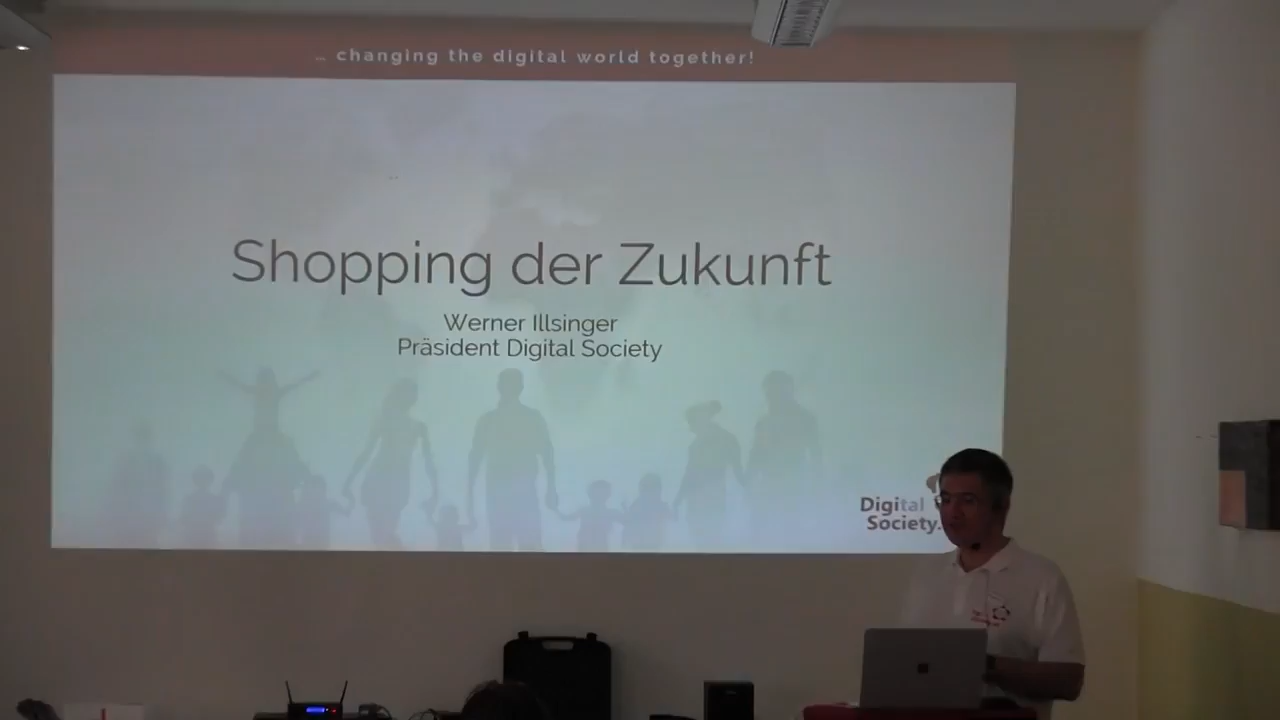 … changing the digital world together!
Shopping der Zukunft
Werner Illsinger
Präsident Digital Society
Digital
Society.